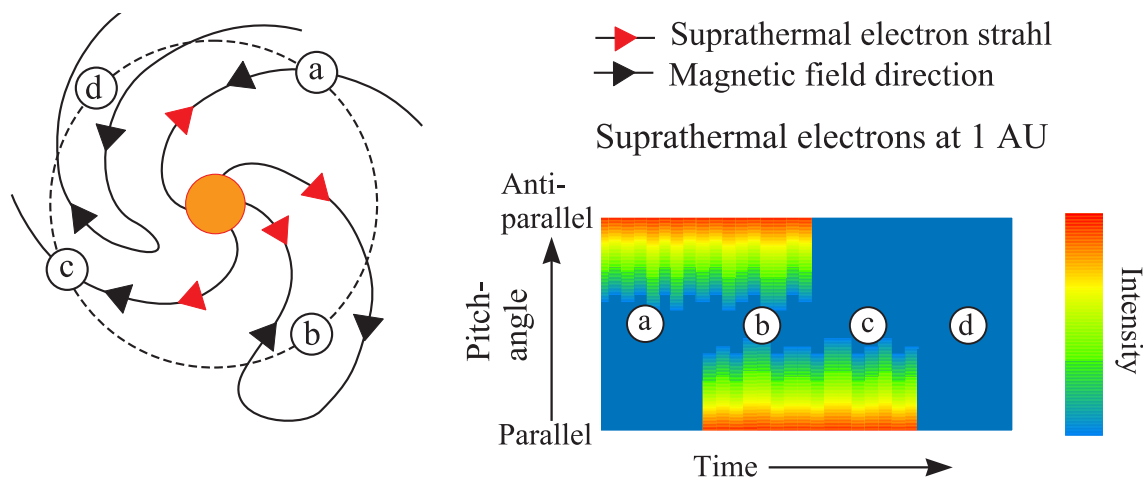 a
d
c
b
Suprathermal electron strahl
Magnetic field direction
Suprathermal electrons at 1 AU
Anti-
parallel
Pitch-
angle
Parallel
a
b
c
d
Time
Intensity